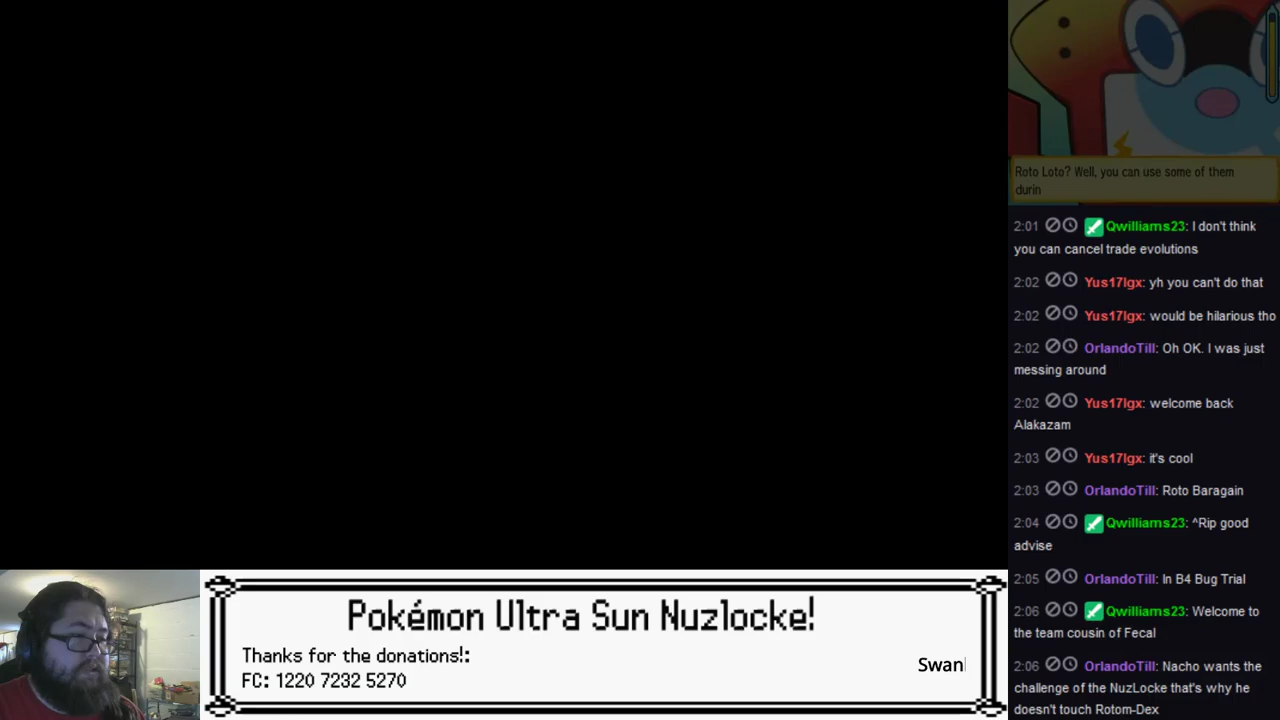 Roto Loto? Well, you can use some of them
durin
2:01 Qwilliams23: I don't think
you can cancel trade evolutions
2:02 Yus17lgx: yh you can't do that
2:02 Yus17lgx: would be hilarious tho
2:02 OrlandoTill: Oh OK. I was just
messing around
2:02 Yus17lgx: welcome back
Alakazam
2:03 Yus17lgx: it's cool
2:03 OrlandoTill: Roto Baragain
2:04 Qwilliams23: ^Rip good
advise
2:05 OrlandoTill: In B4 Bug Trial
2:06 Qwilliams23: Welcome to
the team cousin of Fecal
2:06 OrlandoTill: Nacho wants the
challenge of the NuzLocke that's why he
doesn't touch Rotom-Dex
Pokémon Ultra Sun Nuzlocke!
Thanks for the donations!:
Swan
FC: 1220 7232 5270